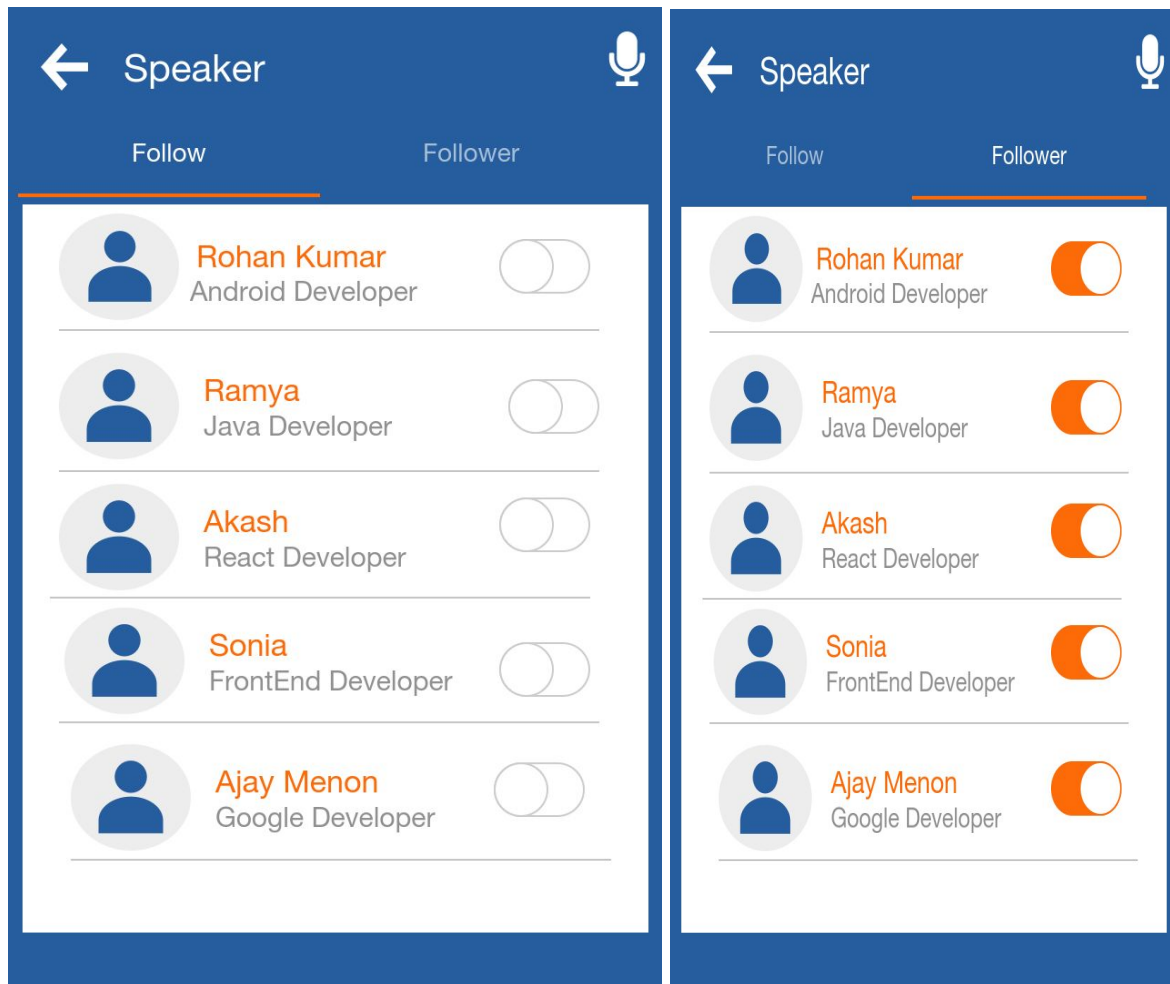 Speaker
Follow Follower
Rohan Kumar
Android Developer
Ramya
Java Developer
Akash
React Developer
Sonia
FrontEnd Developer
Ajay Menon
Google Developer
Speaker
Follow Follower
Rohan Kumar
Android Developer
Ramya
Java Developer
Akash
React Developer
Sonia
FrontEnd Developer
Ajay Menon
Google Developer